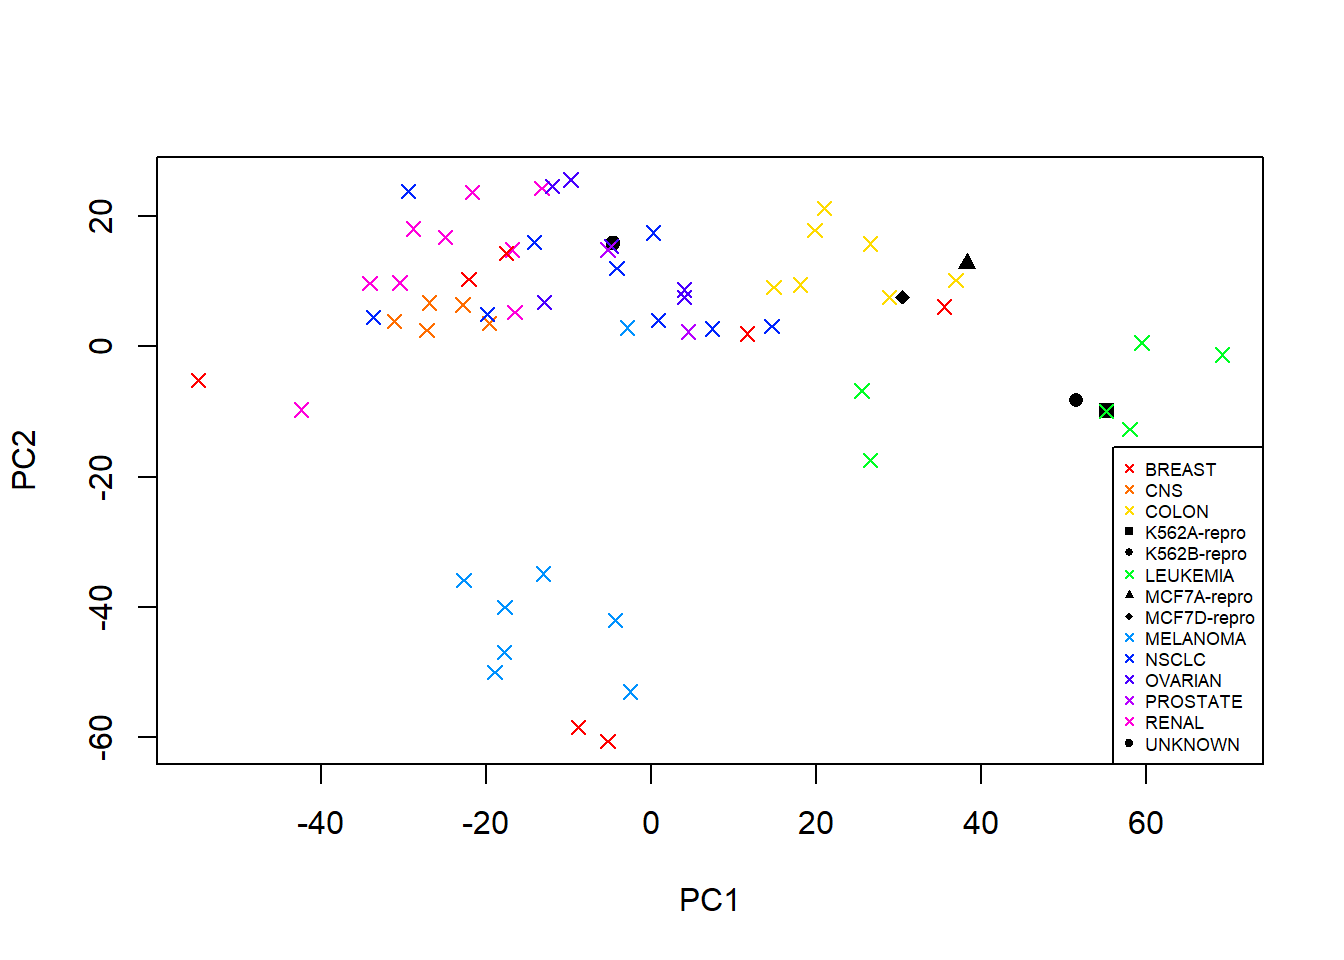 20
0
-20
-40
-60
PC2
BREAST
CNS
COLON
K562A-repro
K562B-repro
LEUKEMIA
MCF7A-repro
MCF7D-repro
MELANOMA
NSCLC
OVARIAN
PROSTATE
RENAL
UNKNOWN
-40 -20 0 20 40 60
PC1